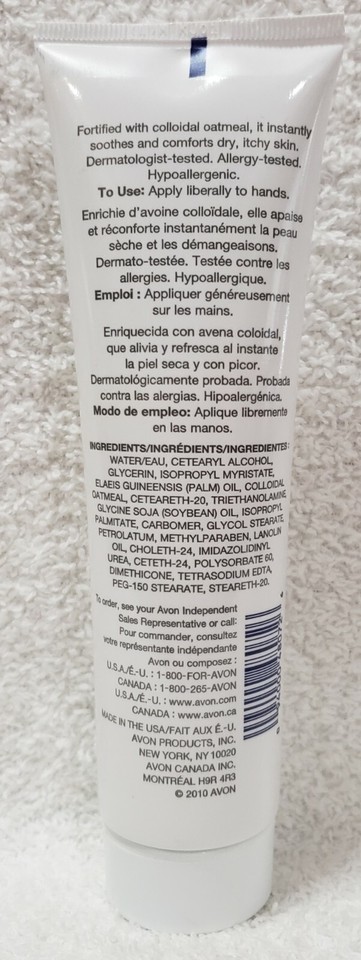 Fortified with colloidal oatmeal, it instantly
soothes and comforts dry, itchy skin.
Dermatologist-tested. Allergy-tested.
Hypoallergenic.
To Use: Apply liberally to hands.
Enrichie d'avoine colloïdale, elle apaise
et réconforte instantanément la peau
sèche et les démangeaisons.
Dermato-testée. Testée contre les
allergies. Hypoallergique.
Emploi : Appliquer généreusement
sur les mains.
Enriquecida con avena coloidal,
que alivia y refresca al instante
la piel seca y con picor.
Dermatológicamente probada. Probada
contra las alergias. Hipoalergénica.
Modo de empleo: Aplique libremente
en las manos.
INGREDIENTS/INGRÉDIENTS/INGREDIENTES :
WATER/EAU, CETEARYL ALCOHOL,
GLYCERIN, ISOPROPYL MYRISTATE,
ELAEIS GUINEENSIS (PALM) OIL, COLLOIDAL
OATMEAL, CETEARETH-20, TRIETHANOLAMINE,
GLYCINE SOJA (SOYBEAN) OIL, ISOPROPYL
PALMITATE, CARBOMER, GLYCOL STEARATE,
PETROLATUM, METHYLPARABEN, LANOLIN
OIL, CHOLETH-24, IMIDAZOLIDINYL
UREA, CETETH-24, POLYSORBATE 60,
DIMETHICONE, TETRASODIUM EDTA,
PEG-150 STEARATE, STEARETH-20.
To order, see your Avon Independent
Sales Representative or call:
Pour commander, consultez
votre représentante indépendante
Avon ou composez :
U.S.A./É.-U. : 1-800-FOR-AVON
CANADA : 1-800-265-AVON
U.S.A./É.-U. : www.avon.com
CANADA : www.avon.ca
MADE IN THE USA/FAIT AUX É.-U.
AVON PRODUCTS, INC.
NEW YORK, NY 10020
AVON CANADA INC.
MONTRÉAL H9R 4R3
© 2010 AVON